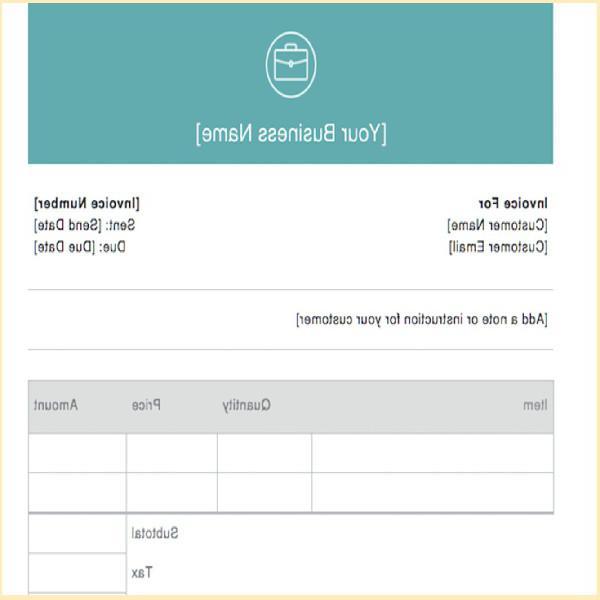 [Your Business Name]
Invoice For
[Customer Name]
[Customer Email]
[Invoice Number]
Sent: [Send Date]
Due: [Due Date]
[Add a note or instruction for your customer]
Item Quantity Price Amount
Subtotal
Tax